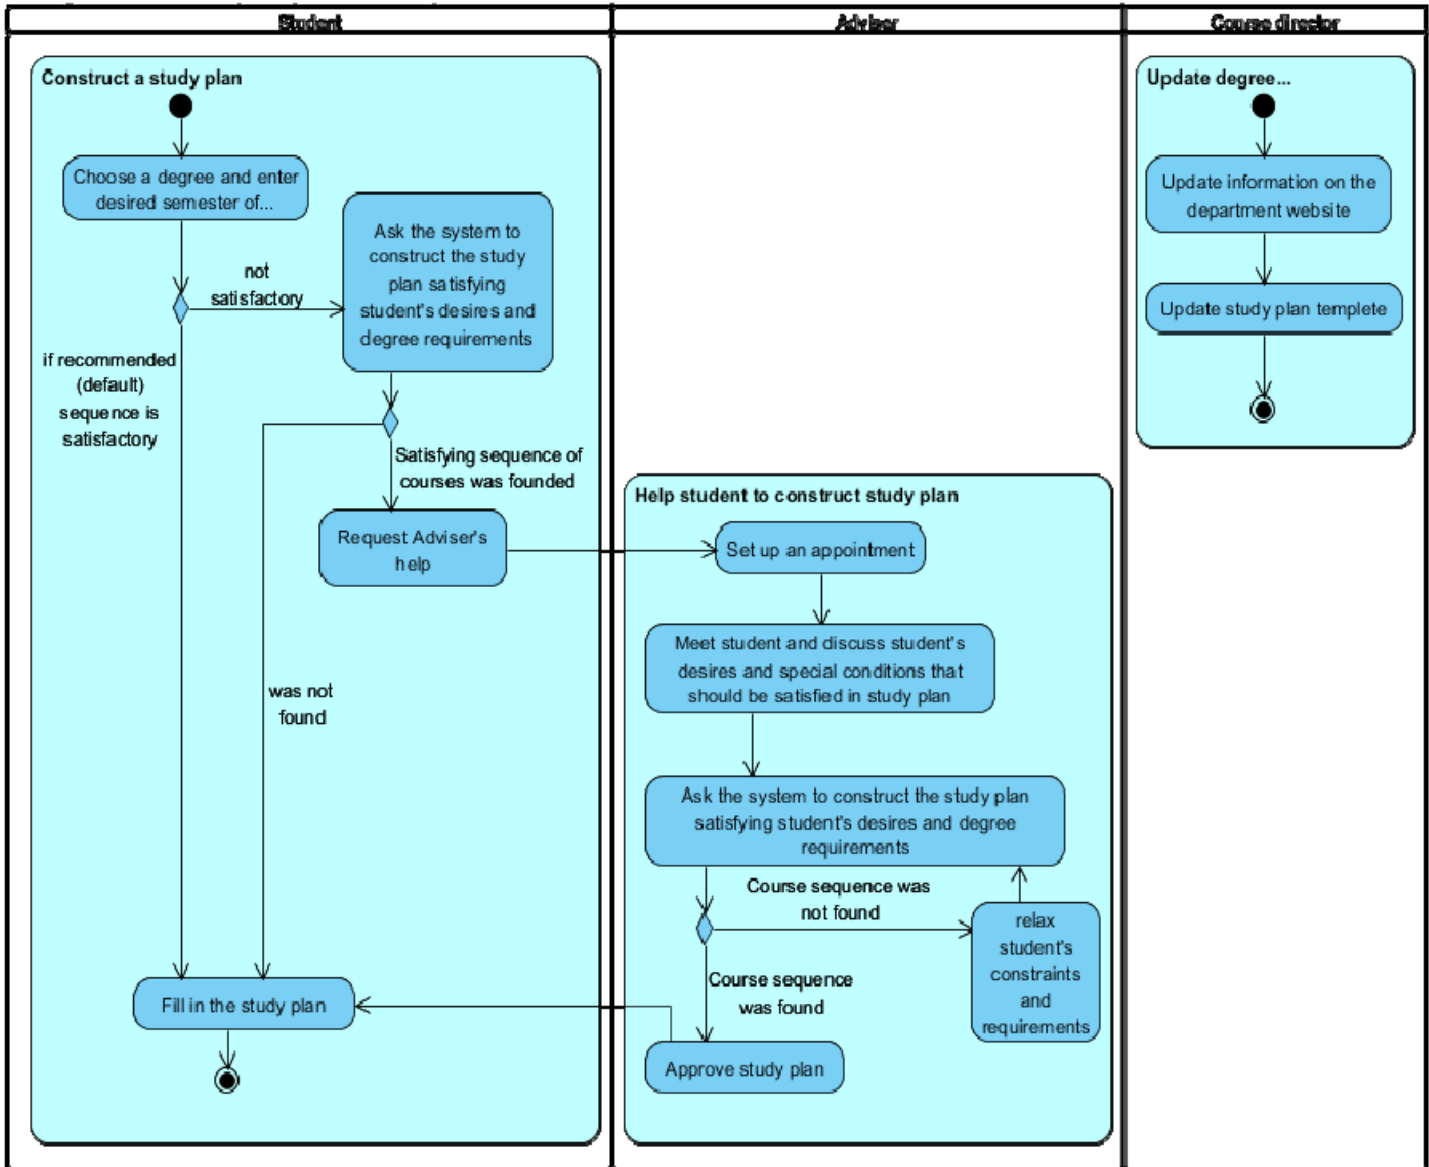 Student
Adviser
Course director
Construct a study plan
Choose a degree and enter
desired semester of...
not
satisfactory
Ask the system to
construct the study
plan satisfying
student's desires and
degree requirements
if recommended
(default)
sequence is
satisfactory
Satisfying sequence of
courses was founded
Request Adviser's
help
was not
found
Fill in the study plan
Help student to construct study plan
Set up an appointment
Meet student and discuss student's
desires and special conditions that
should be satisfied in study plan
Ask the system to construct the study plan
satisfying student's desires and degree
requirements
Course sequence was
not found
relax
student's
constraints
and
requirements
Course sequence
was found
Approve study plan
Update degree...
Update information on the
department website
Update study plan templete